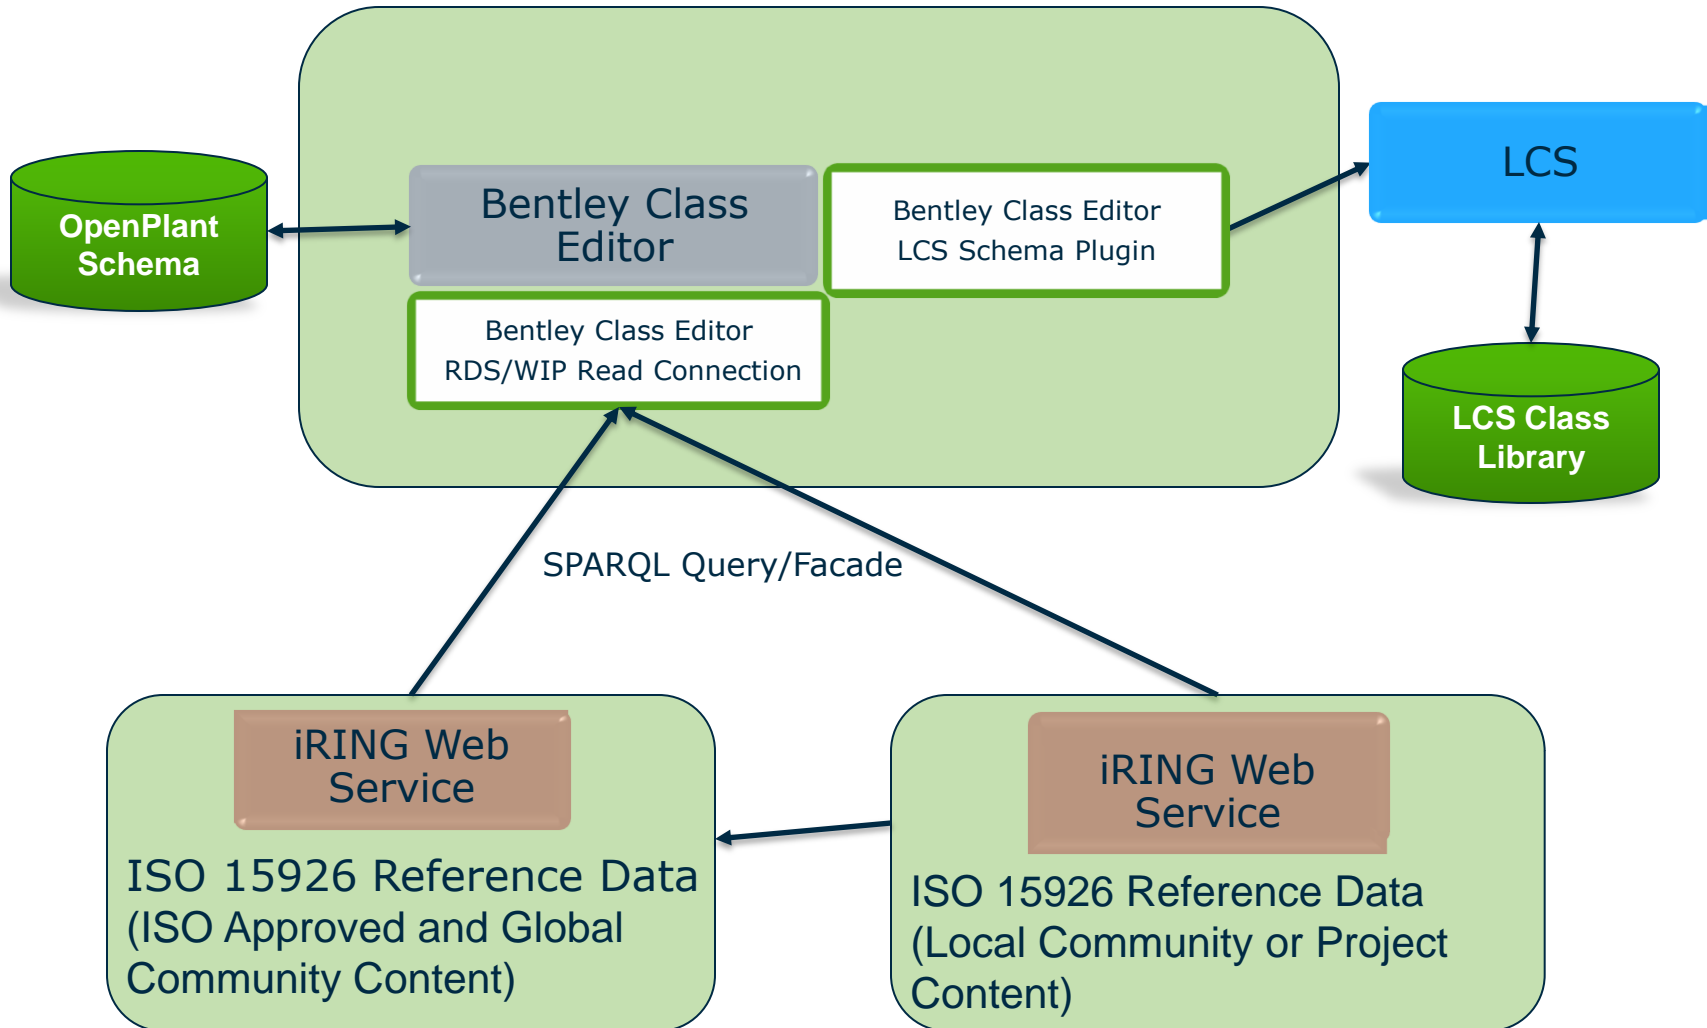 OpenPlant
Schema
Bentley Class
Editor
Bentley Class Editor
LCS Schema Plugin
LCS
Bentley Class Editor
RDS/WIP Read Connection
LCS Class
Library
SPARQL Query/Facade
iRING Web
Service
ISO 15926 Reference Data
(ISO Approved and Global
Community Content)
iRING Web
Service
ISO 15926 Reference Data
(Local Community or Project
Content)